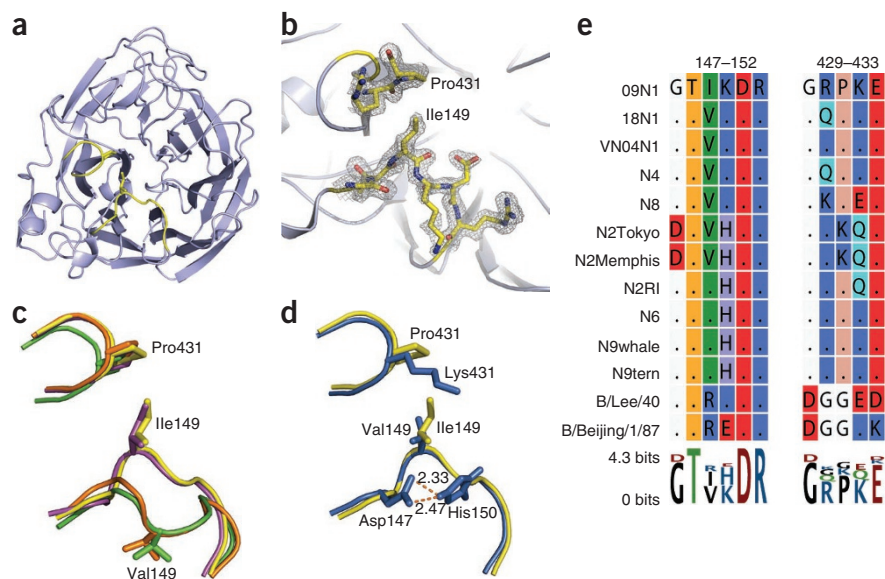 a
b
Pro431
Ile149
c
Pro431
Ile149
Val149
d
Pro431
Lys431
Val149
Ile149
2.33
2.47
Asp147
His150
e
147–152 429–433
09N1 G T I K D R G R P K E
18N1 . . V . . . . Q . . .
VN04N1 . . V . . . . . . . .
N4 . . V . . . . Q . . .
N8 . . V . . . . K . E .
N2Tokyo D . V H . . . . K Q .
N2Memphis D . V H . . . . K Q .
N2RI . . . H . . . . . Q .
N6 . . . . . . . . . . .
N9whale . . . H . . . . . . .
N9tern . . . H . . . . . . .
B/Lee/40 . . R . . . D G G E D
B/Beijing/1/87 . . R E . . D G G . K
4.3 bits
0 bits
G T I V H K D R G R P K E